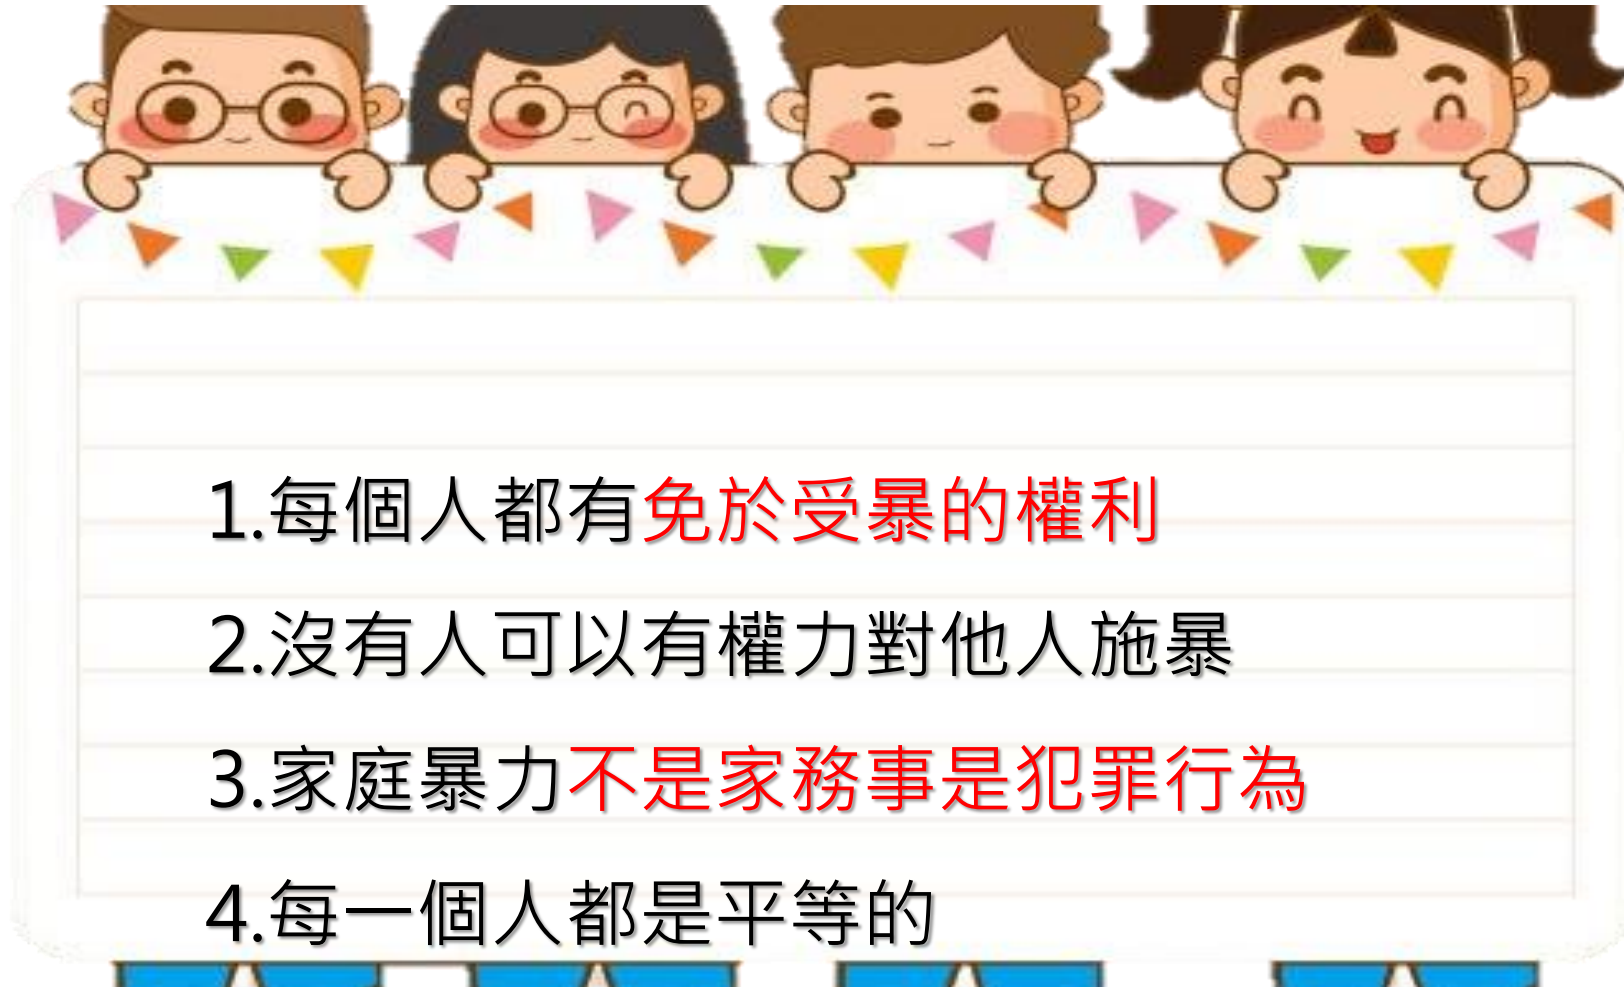 1.每個人都有免於受暴的權利
2.沒有人可以有權力對他人施暴
3.家庭暴力不是家務事是犯罪行為
4.每一個人都是平等的